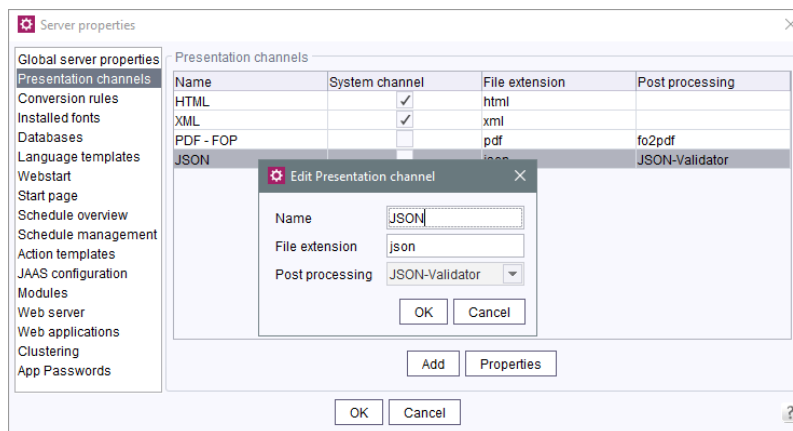 Server properties
Global server properties
Presentation channels
Conversion rules
Installed fonts
Databases
Language templates
Webstart
Start page
Schedule overview
Schedule management
Action templates
JAAS configuration
Modules
Web server
Web applications
Clustering
App Passwords
Presentation channels
Name System channel File extension Post processing
HTML html
XML xml
PDF - FOP pdf fo2pdf
JSON json JSON-Validator
Edit Presentation channel
Name JSON
File extension json
Post processing JSON-Validator
OK Cancel
Add Properties
OK Cancel
?